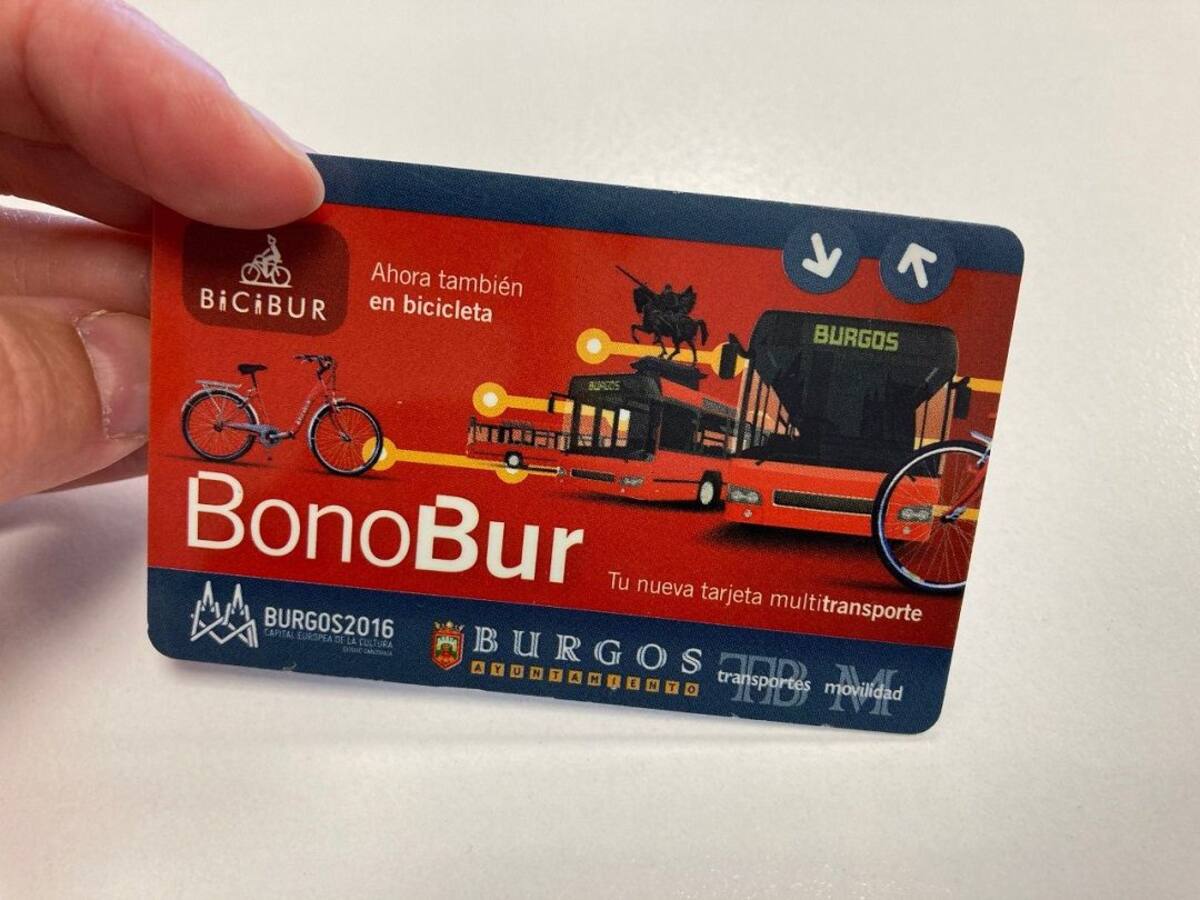 BiCiBUR
Ahora también
en bicicleta
BURGOS
BURGOS
BonoBur
Tu nueva tarjeta multitransporte
BURGOS2016
CAPITAL EUROPEA DE LA CULTURA
BURGOS
AYUNTAMIENTO
TB
transportes
M
movilidad